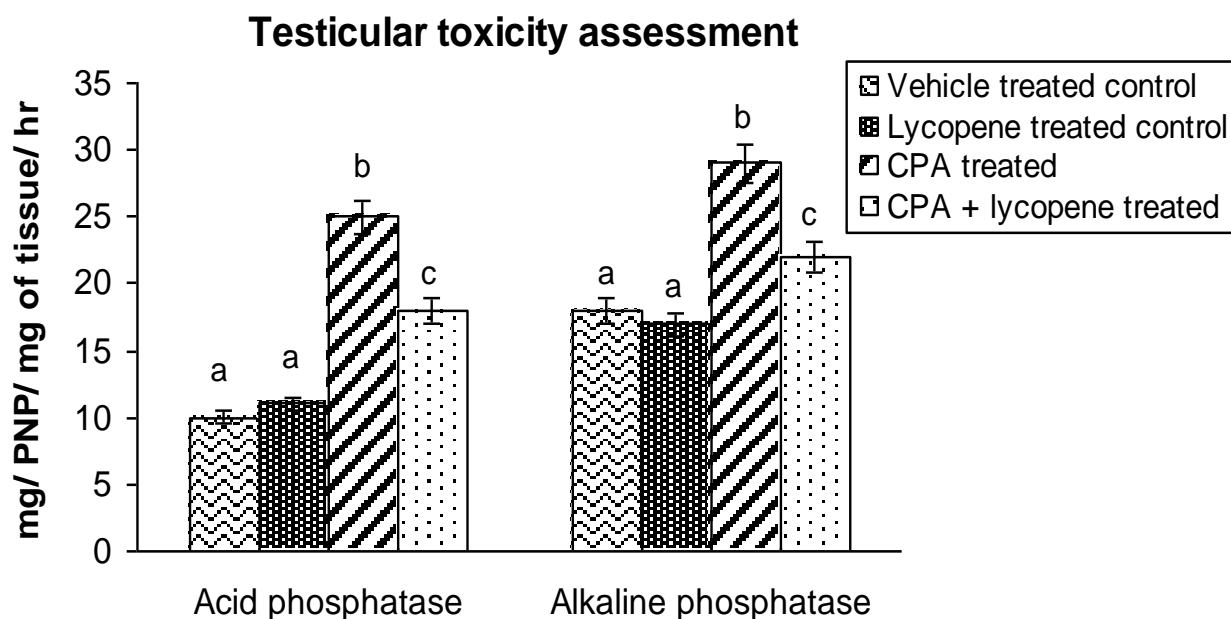 Testicular toxicity assessment
mg/ PNP/ mg of tissue/ hr
35
30
25
20
15
10
5
0
a
a
b
c
a
a
b
c
Acid phosphatase
Alkaline phosphatase
Vehicle treated control
Lycopene treated control
CPA treated
CPA + lycopene treated